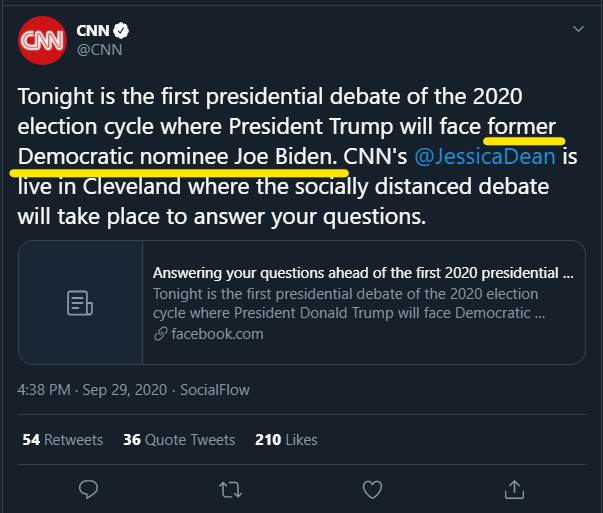 CNN
CNN
@CNN
Tonight is the first presidential debate of the 2020
election cycle where President Trump will face former
Democratic nominee Joe Biden. CNN's @JessicaDean is
live in Cleveland where the socially distanced debate
will take place to answer your questions.
Answering your questions ahead of the first 2020 presidential ...
Tonight is the first presidential debate of the 2020 election
cycle where President Donald Trump will face Democratic ...
facebook.com
4:38 PM · Sep 29, 2020 · SocialFlow
54 Retweets 36 Quote Tweets 210 Likes